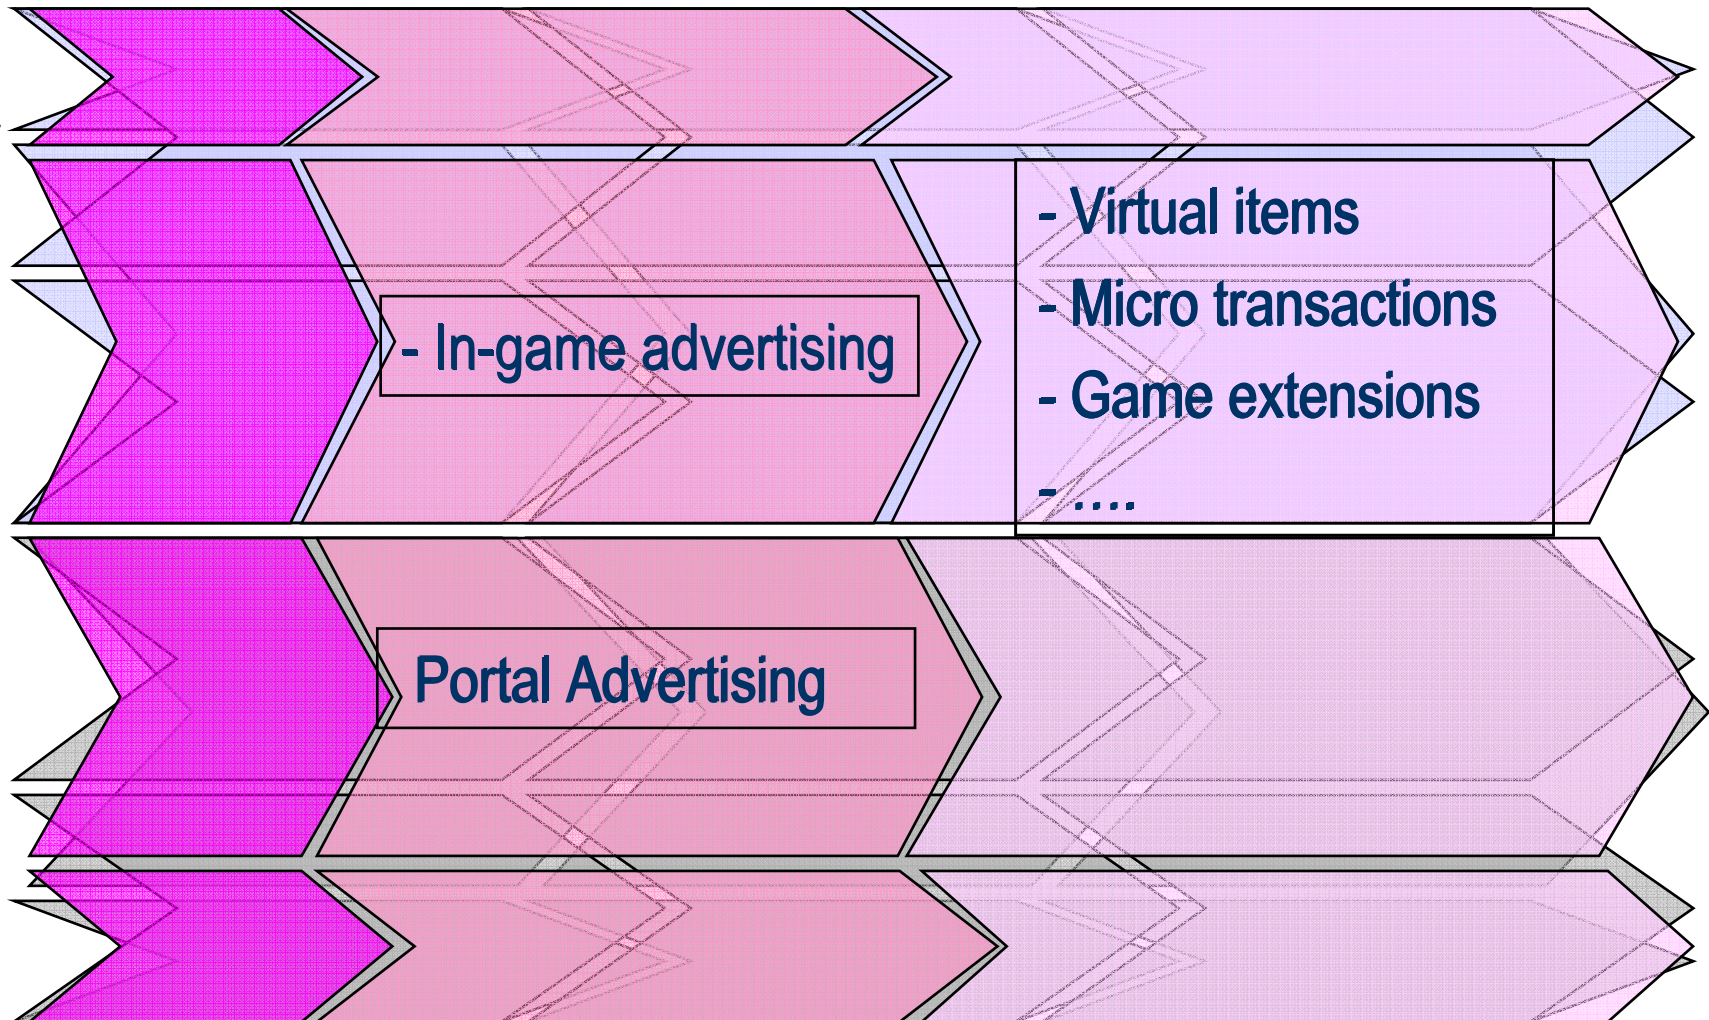 - Virtual items
- Micro transactions
- In-game advertising
- Game extensions
- ....
Portal Advertising